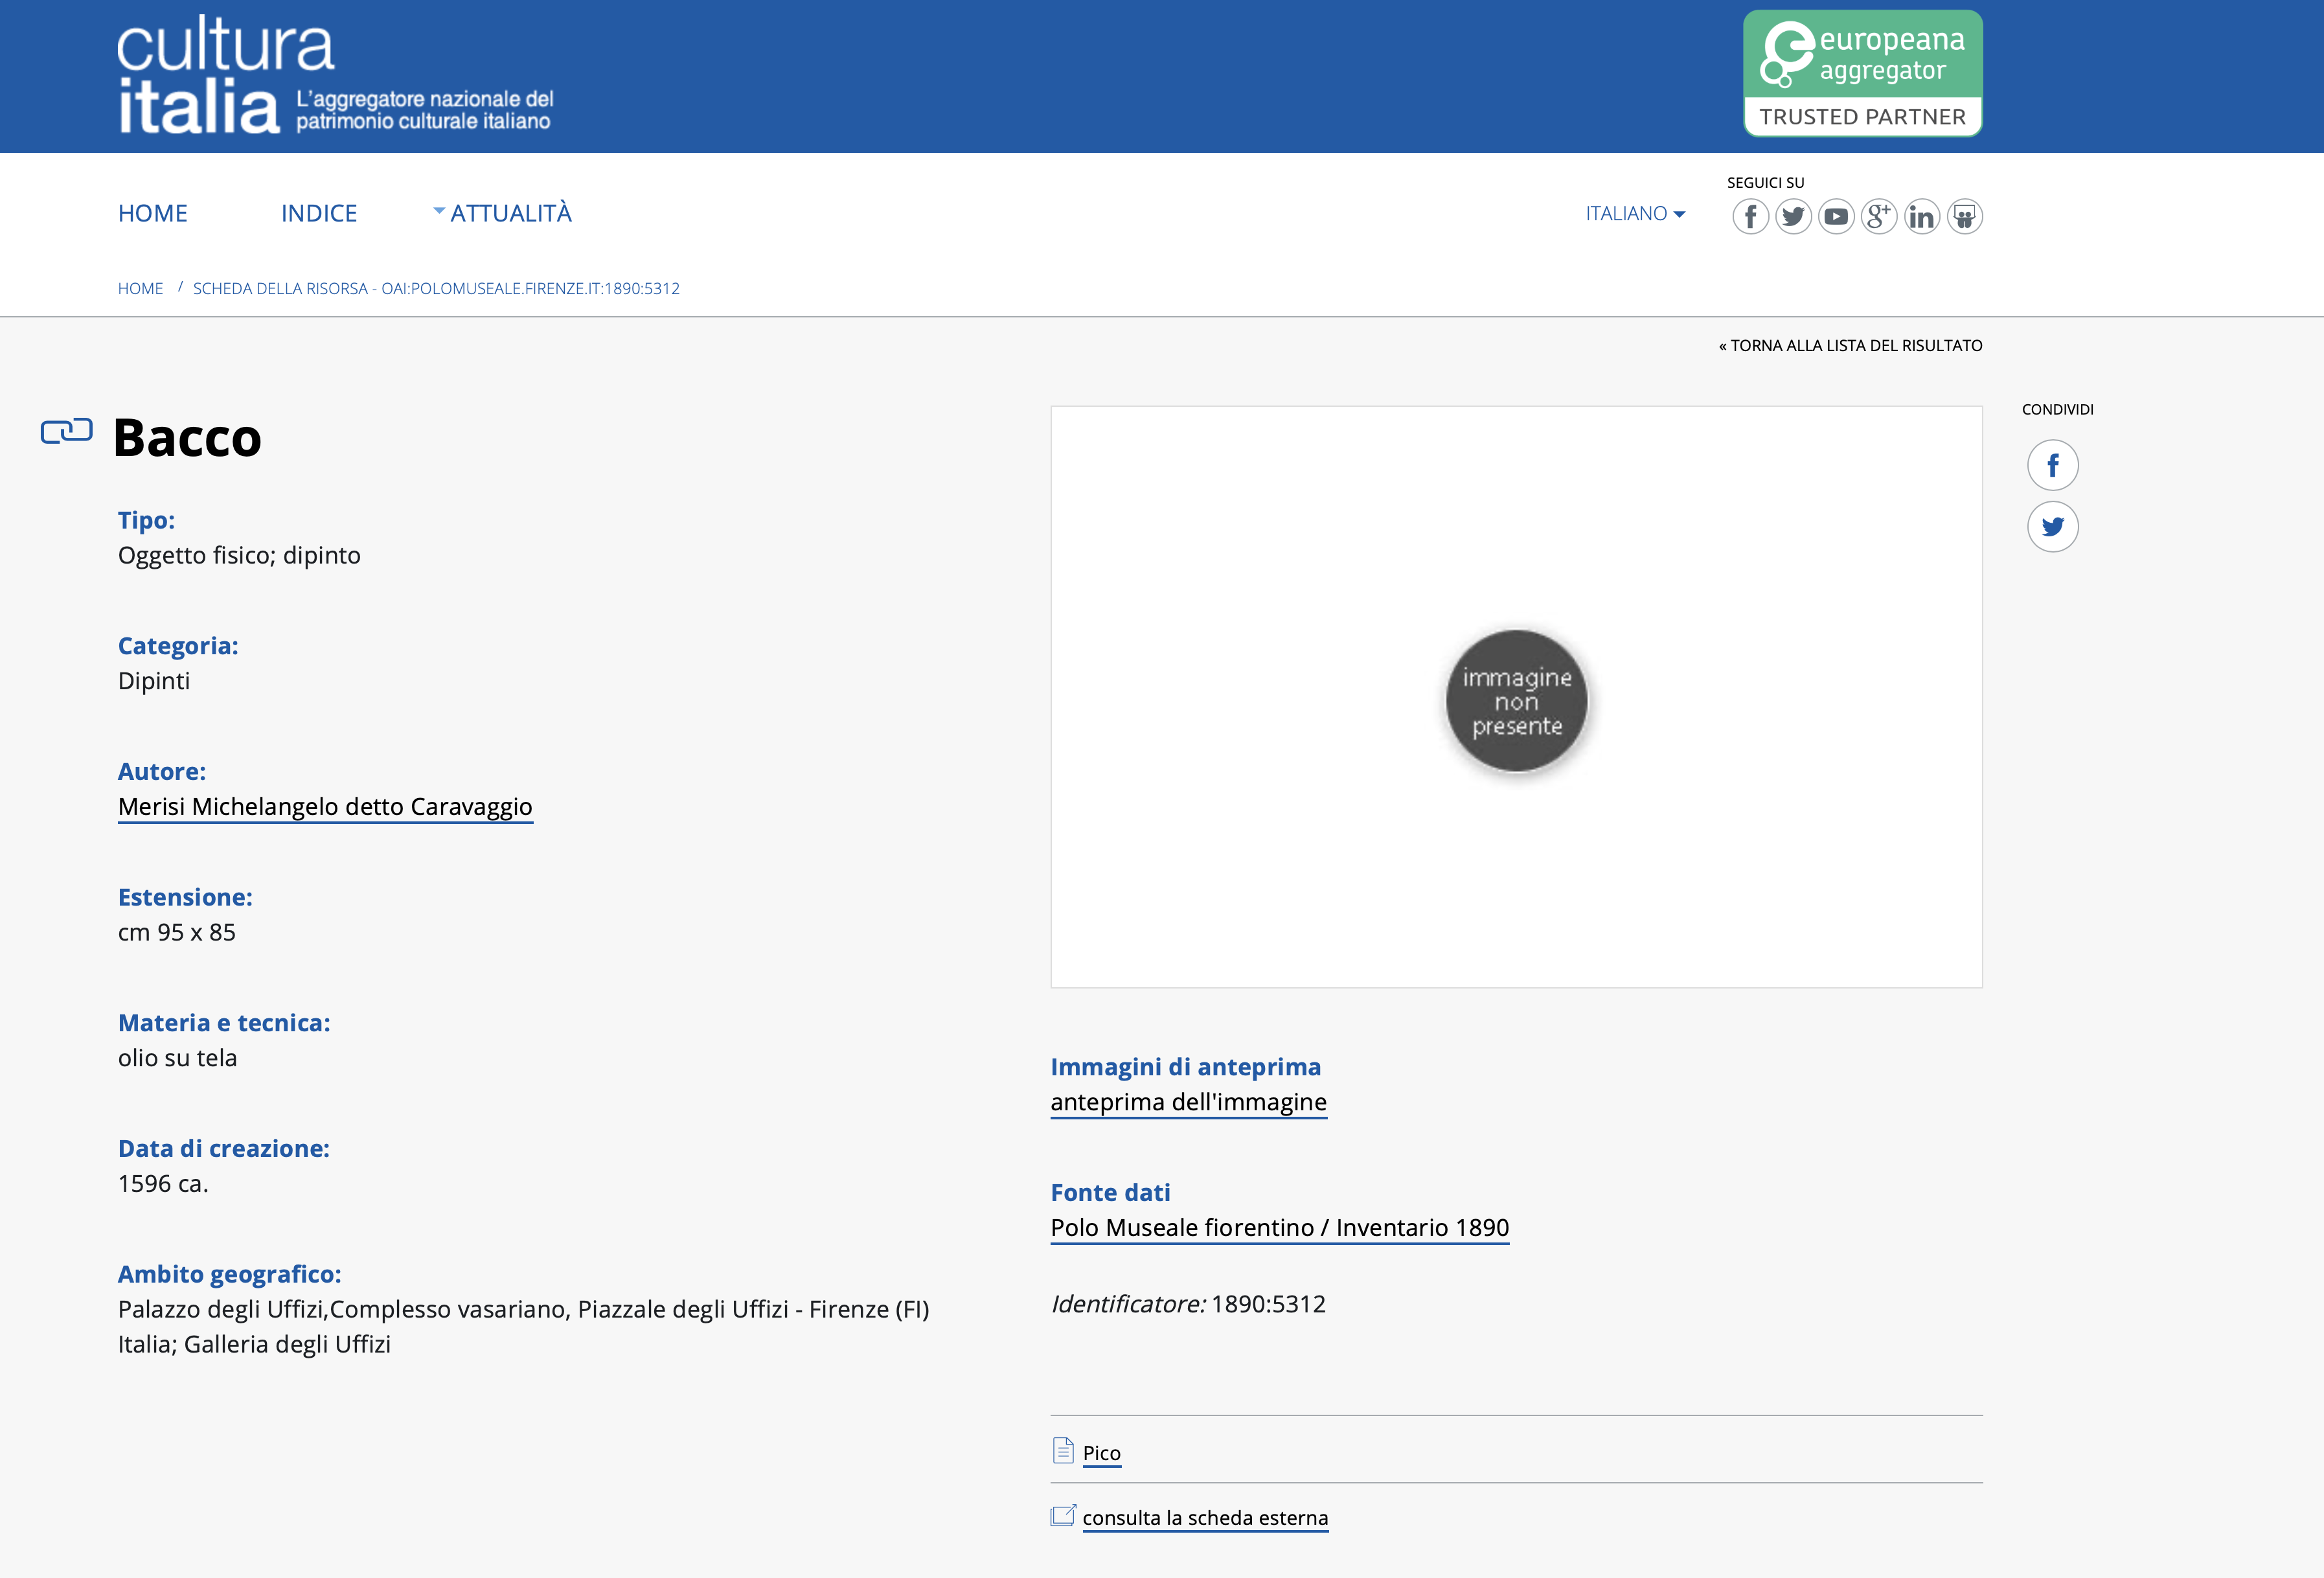 cultura
italia L'aggregatore nazionale del
patrimonio culturale italiano
europeana
aggregator
TRUSTED PARTNER
HOME INDICE ATTUALITÀ
ITALIANO
SEGUICI SU
HOME / SCHEDA DELLA RISORSA - OAI:POLOMUSEALE.FIRENZE.IT:1890:5312
« TORNA ALLA LISTA DEL RISULTATO
Bacco
Tipo:
Oggetto fisico; dipinto
Categoria:
Dipinti
Autore:
Merisi Michelangelo detto Caravaggio
Estensione:
cm 95 x 85
Materia e tecnica:
olio su tela
Data di creazione:
1596 ca.
Ambito geografico:
Palazzo degli Uffizi,Complesso vasariano, Piazzale degli Uffizi - Firenze (FI)
Italia; Galleria degli Uffizi
immagine
non
presente
CONDIVIDI
Immagini di anteprima
anteprima dell'immagine
Fonte dati
Polo Museale fiorentino / Inventario 1890
Identificatore: 1890:5312
Pico
consulta la scheda esterna